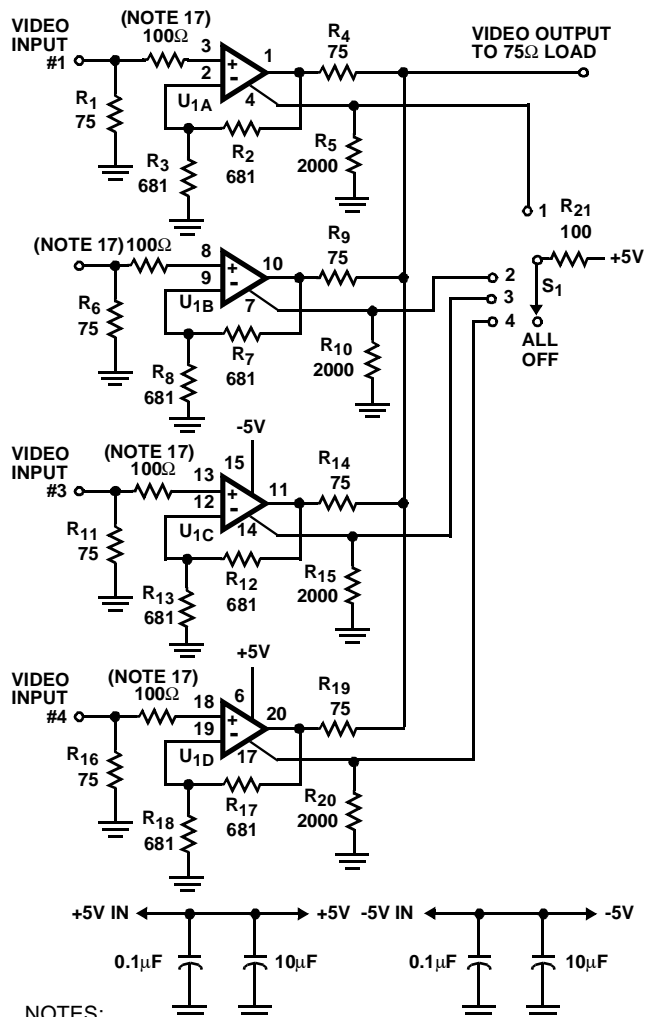 VIDEO INPUT #1
(NOTE 17)
100Ω
3
2
1
4
U1A
R1
75
R2
681
R3
681
R4
75
R5
2000
VIDEO OUTPUT
TO 75Ω LOAD
1
R21
100
+5V
S1
2
3
4
ALL
OFF
(NOTE 17) 100Ω
8
9
10
7
U1B
R6
75
R7
681
R8
681
R9
75
R10
2000
VIDEO
INPUT
#3
(NOTE 17)
100Ω
-5V
15
13
12
11
14
U1C
R11
75
R12
681
R13
681
R14
75
R15
2000
VIDEO
INPUT
#4
(NOTE 17)
100Ω
+5V
6
18
19
20
17
U1D
R16
75
R17
681
R18
681
R19
75
R20
2000
+5V IN
+5V
0.1μF
10μF
-5V IN
-5V
0.1μF
10μF
NOTES: